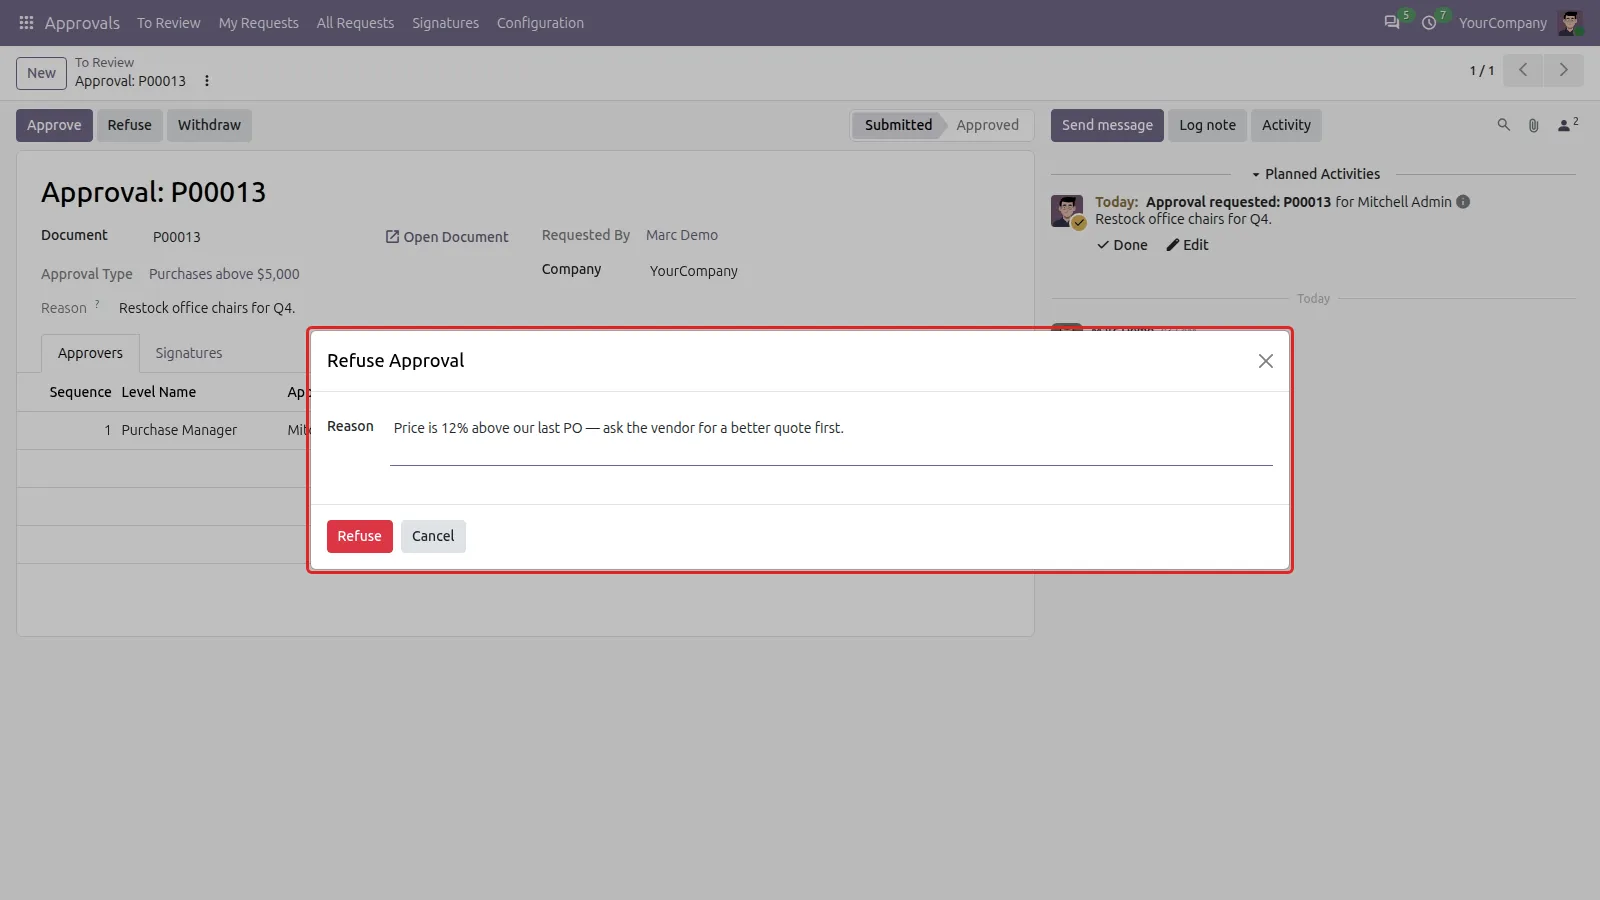 Approvals To Review My Requests All Requests Signatures Configuration 5 7 YourCompany
New To Review 1 / 1
Approval: P00013
Approve Refuse Withdraw Submitted Approved Send message Log note Activity 2
Approval: P00013
Document P00013 Open Document Requested By Marc Demo
Approval Type Purchases above $5,000 Company YourCompany
Reason ? Restock office chairs for Q4.
Approvers Signatures
Sequence Level Name
1 Purchase Manager
Planned Activities
Today: Approval requested: P00013 for Mitchell Admin
Restock office chairs for Q4.
Done Edit
Today
Refuse Approval
Reason Price is 12% above our last PO — ask the vendor for a better quote first.
Refuse Cancel